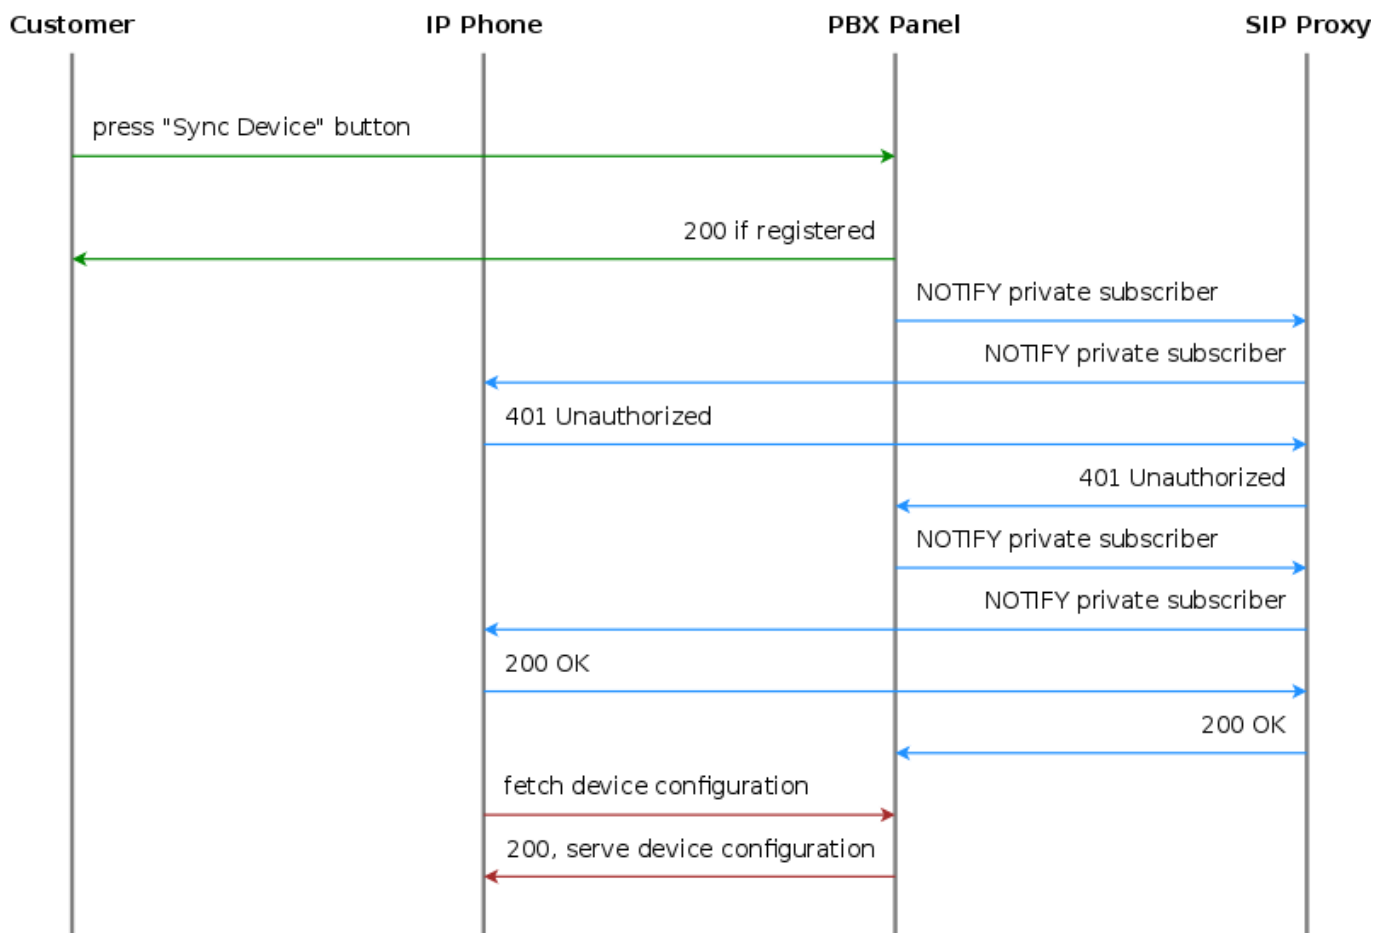 Customer IP Phone PBX Panel SIP Proxy
press "Sync Device" button
200 if registered
NOTIFY private subscriber
NOTIFY private subscriber
401 Unauthorized
401 Unauthorized
NOTIFY private subscriber
NOTIFY private subscriber
200 OK
200 OK
fetch device configuration
200, serve device configuration